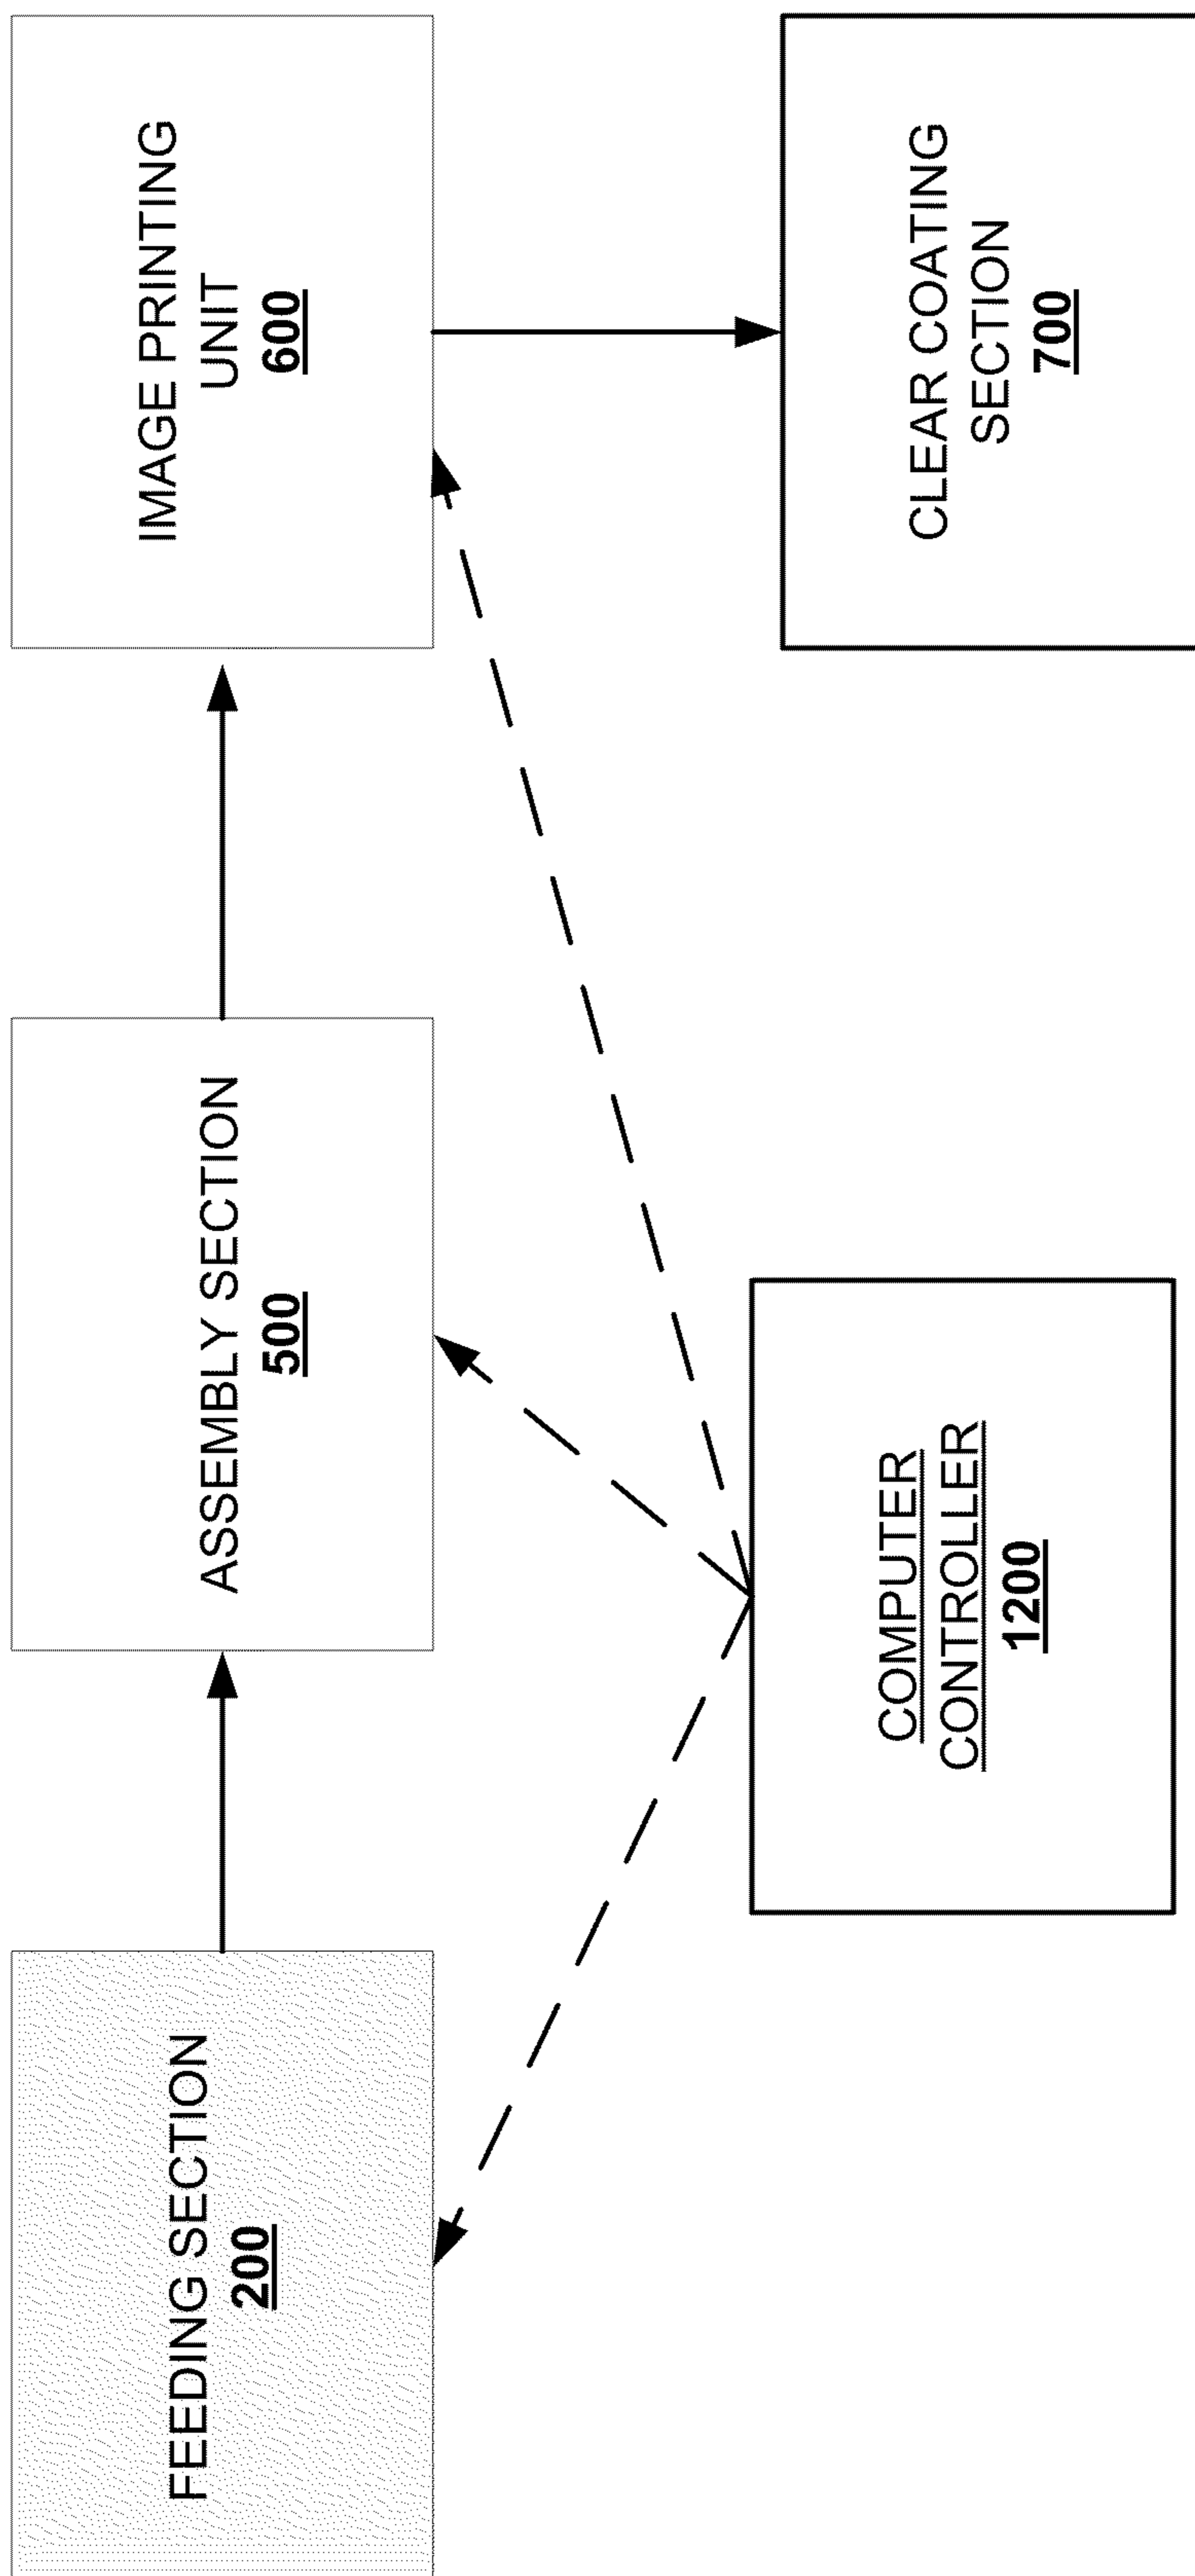 FEEDING SECTION
200
ASSEMBLY SECTION
500
IMAGE PRINTING
UNIT
600
COMPUTER
CONTROLLER
1200
CLEAR COATING
SECTION
700